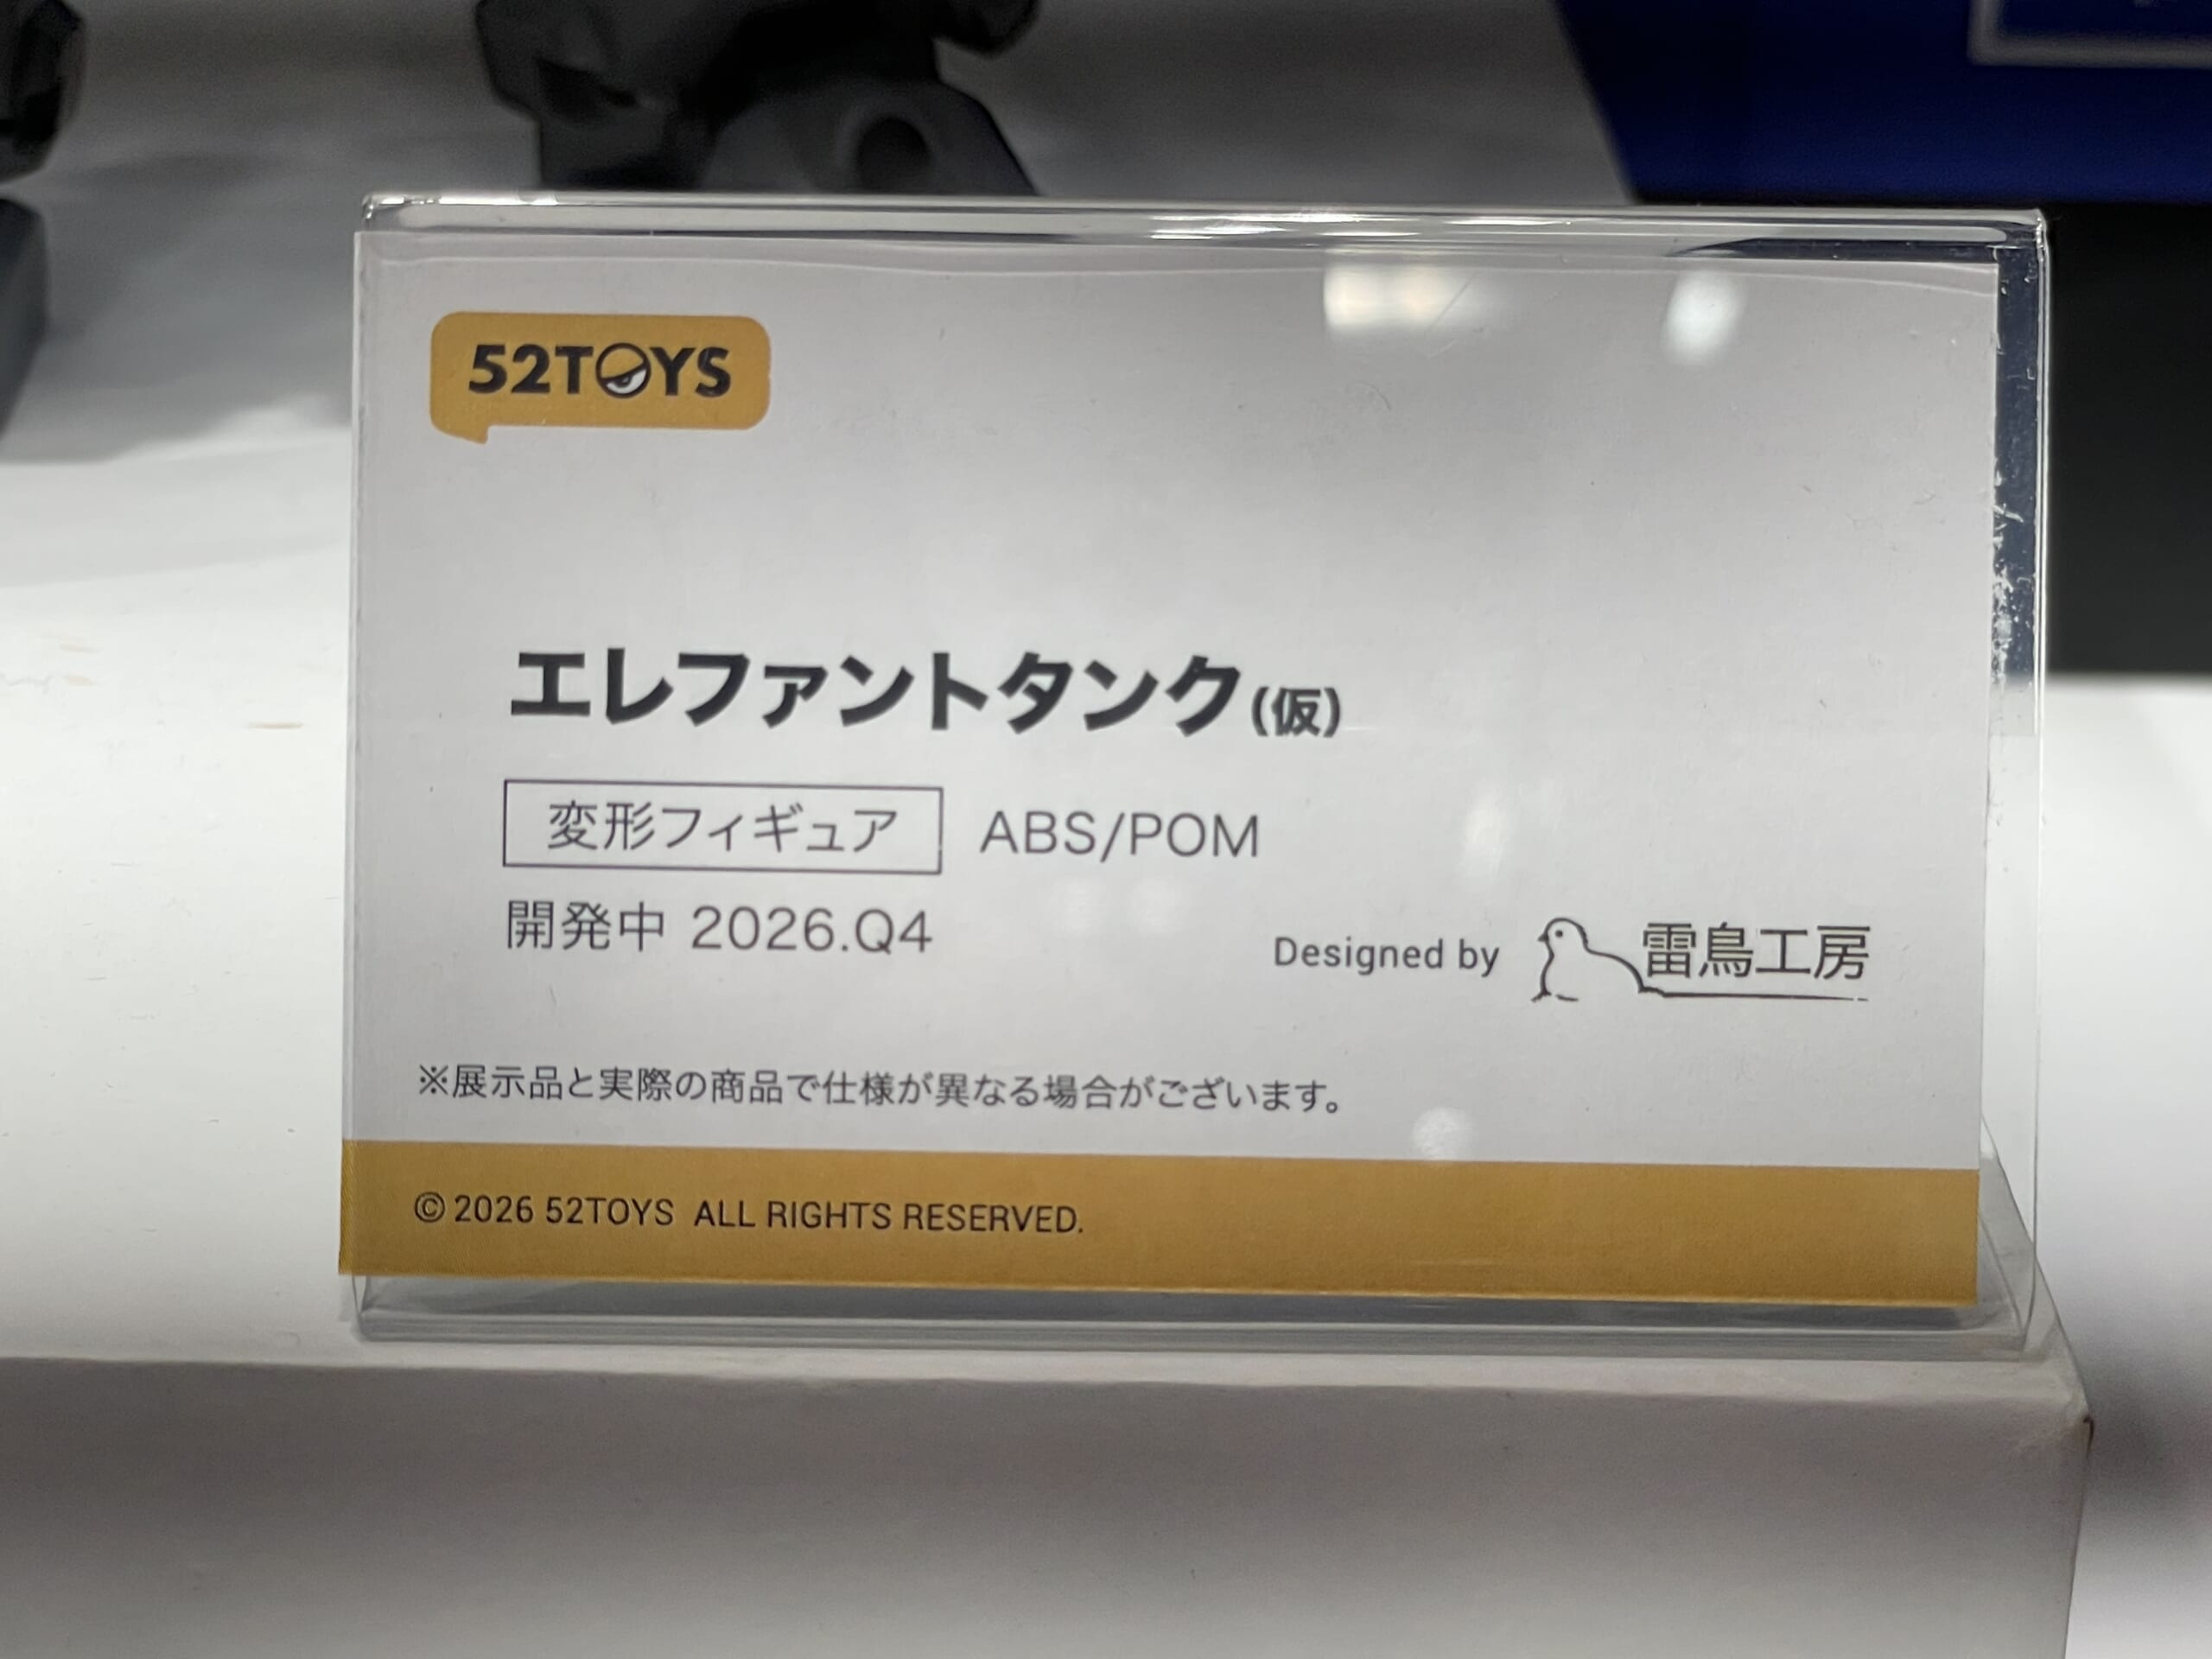 52TOYS
エレファントタンク(仮)
変形フィギュア ABS/POM
開発中 2026.Q4
Designed by 雷鳥工房
※展示品と実際の商品で仕様が異なる場合がございます。
© 2026 52TOYS ALL RIGHTS RESERVED.